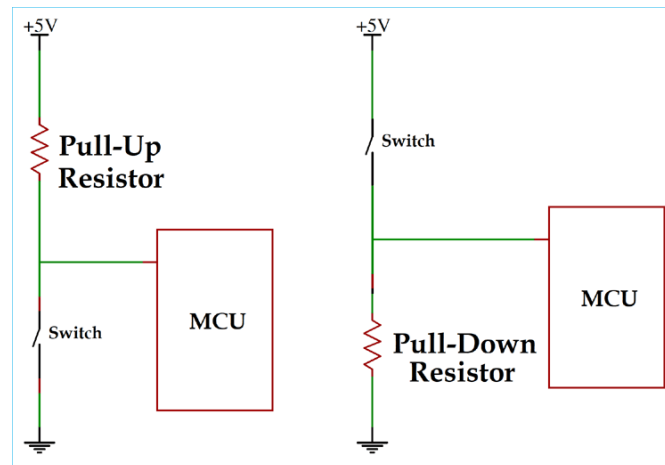 +5V
Pull-Up
Resistor
MCU
Switch
+5V
Switch
MCU
Pull-Down
Resistor